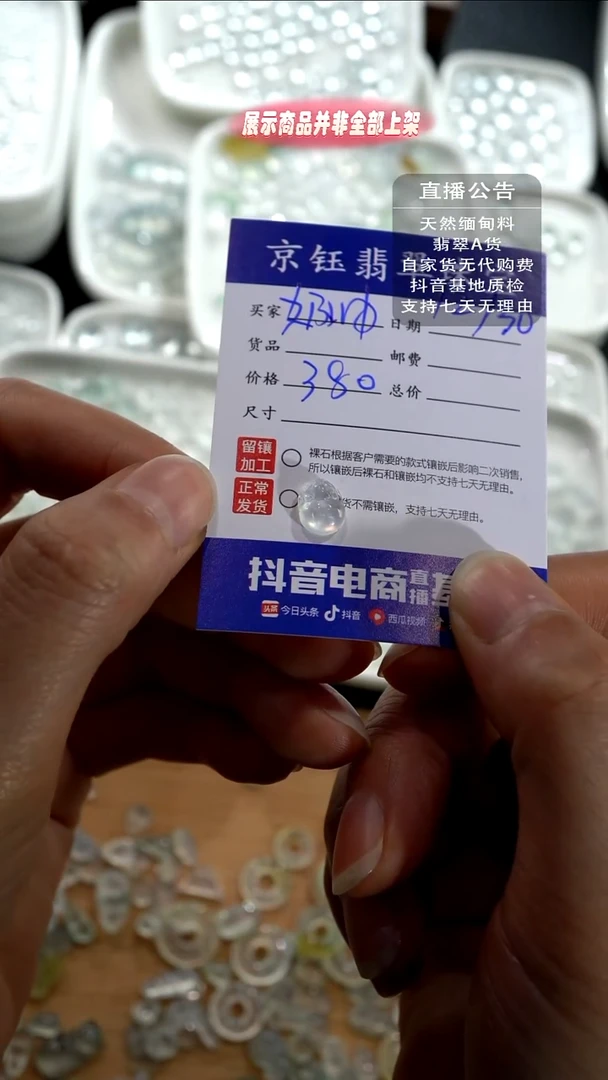 展示商品并非全部上架
直播公告
天然缅甸料
翡翠A货
自家货无代购费
抖音基地质检
支持七天无理由
京钰翡
买家 日期
货品 邮费
价格 380 总价
尺寸
留镶加工
裸石根据客户需要的款式镶嵌后影响二次销售,
所以镶嵌后裸石和镶嵌均不支持七天无理由。
正常发货
货不需镶嵌，支持七天无理由。
抖音电商直播基
头条 今日头条 抖音 西瓜视频